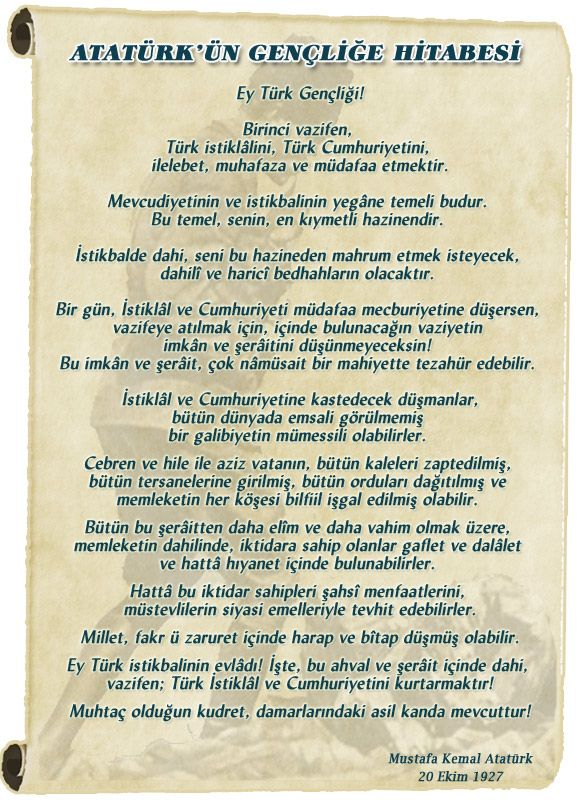 ATATÜRK'ÜN GENÇLİĞE HİTABESİ
Ey Türk Gençliği!
Birinci vazifen,
Türk istiklâlini, Türk Cumhuriyetini,
ilelebet, muhafaza ve müdafaa etmektir.
Mevcudiyetinin ve istikbalinin yegâne temeli budur.
Bu temel, senin, en kıymetli hazinendir.
İstikbalde dahi, seni bu hazineden mahrum etmek isteyecek,
dahilî ve haricî bedhahların olacaktır.
Bir gün, İstiklâl ve Cumhuriyeti müdafaa mecburiyetine düşersen,
vazifeye atılmak için, içinde bulunacağın vaziyetin
imkân ve şerâitini düşünmeyeceksin!
Bu imkân ve şerâit, çok nâmüsait bir mahiyette tezahür edebilir.
İstiklâl ve Cumhuriyetine kastedecek düşmanlar,
bütün dünyada emsali görülmemiş
bir galibiyetin mümessili olabilirler.
Cebren ve hile ile aziz vatanın, bütün kaleleri zaptedilmiş,
bütün tersanelerine girilmiş, bütün orduları dağıtılmış ve
memleketin her köşesi bilfiil işgal edilmiş olabilir.
Bütün bu şerâitten daha elîm ve daha vahim olmak üzere,
memleketin dahilinde, iktidara sahip olanlar gaflet ve dalâlet
ve hattâ hıyanet içinde bulunabilirler.
Hattâ bu iktidar sahipleri şahsî menfaatlerini,
müstevlilerin siyasi emelleriyle tevhit edebilirler.
Millet, fakr ü zaruret içinde harap ve bîtap düşmüş olabilir.
Ey Türk istikbalinin evlâdı! İşte, bu ahval ve şerâit içinde dahi,
vazifen; Türk İstiklâl ve Cumhuriyetini kurtarmaktır!
Muhtaç olduğun kudret, damarlarındaki asil kanda mevcuttur!
Mustafa Kemal Atatürk
20 Ekim 1927